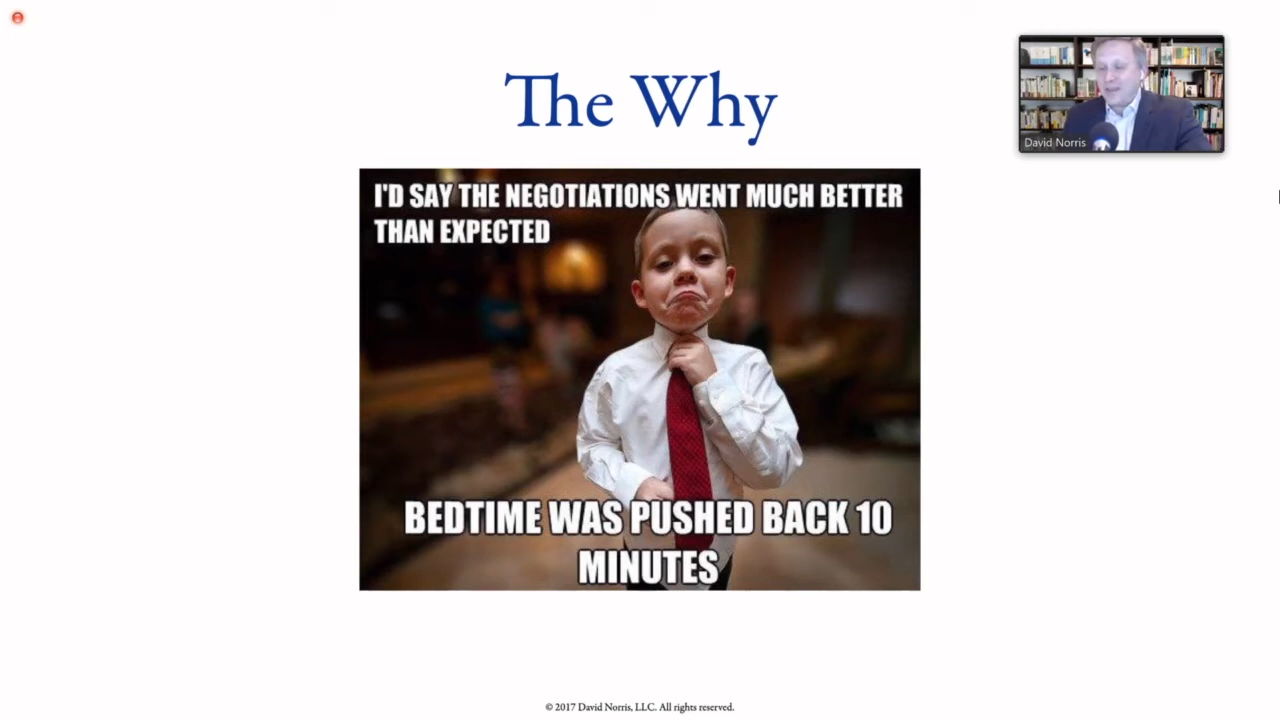 The Why
David Norris
I'D SAY THE NEGOTIATIONS WENT MUCH BETTER
THAN EXPECTED
BEDTIME WAS PUSHED BACK 10
MINUTES
© 2017 David Norris, LLC. All rights reserved.